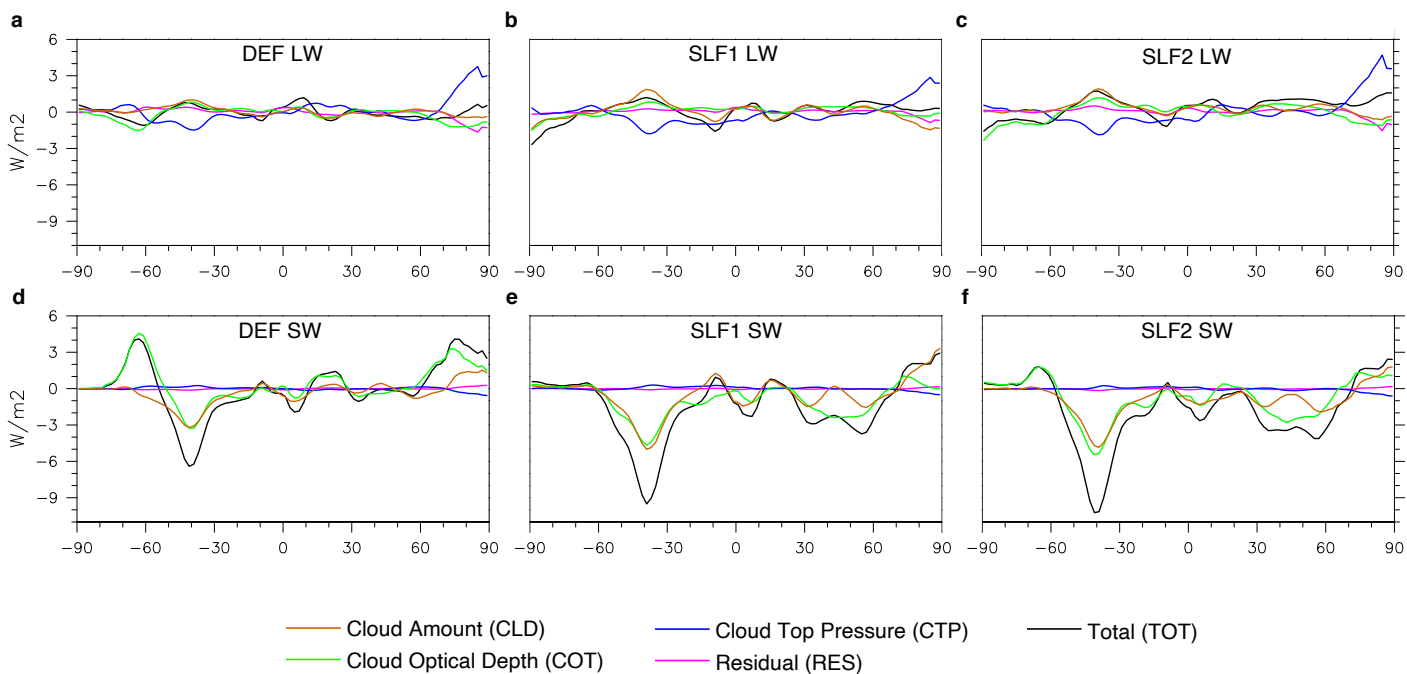 a
b
c
DEF LW
SLF1 LW
SLF2 LW
W/m2
6
3
0
−3
−6
−9
−90 −60 −30 0 30 60 90
−90 −60 −30 0 30 60 90
−90 −60 −30 0 30 60 90
d
e
f
DEF SW
SLF1 SW
SLF2 SW
W/m2
6
3
0
−3
−6
−9
−90 −60 −30 0 30 60 90
−90 −60 −30 0 30 60 90
−90 −60 −30 0 30 60 90
Cloud Amount (CLD)
Cloud Top Pressure (CTP)
Total (TOT)
Cloud Optical Depth (COT)
Residual (RES)